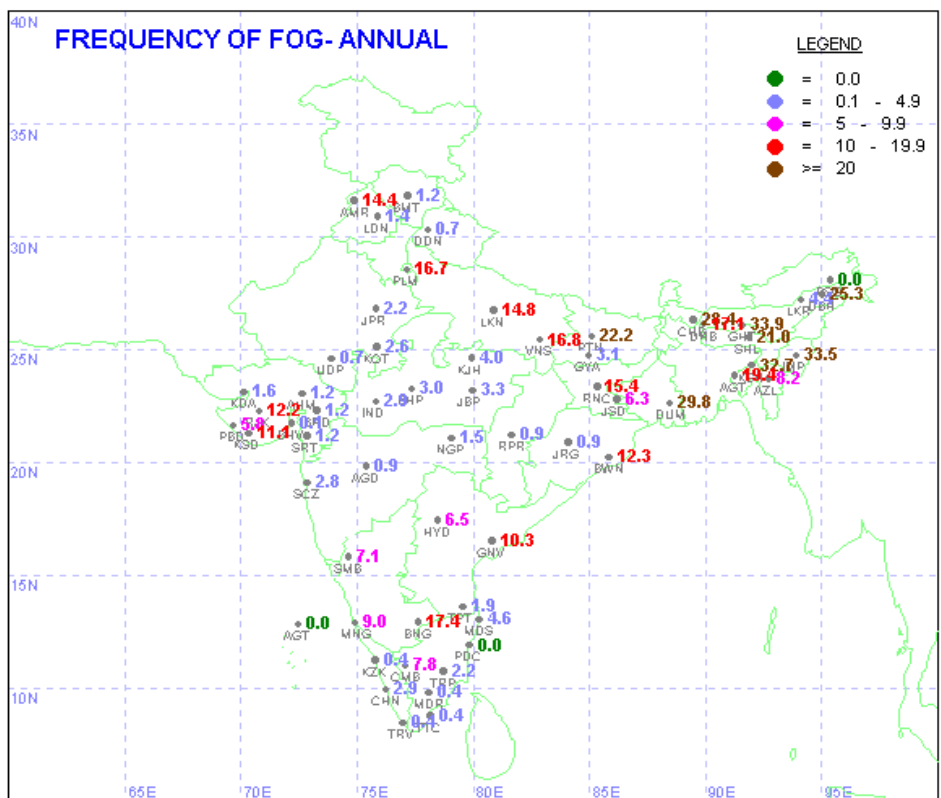 40N
FREQUENCY OF FOG- ANNUAL
LEGEND
= 0.0
= 0.1 - 4.9
= 5 - 9.9
= 10 - 19.9
>= 20
35N
14.4
AMR
1.2
BMT
1.4
LDN
0.7
DDN
30N
16.7
PLM
0.0
25.3
DBH
LKR
2.2
JPR
14.8
LKN
28.4
17.1
33.9
DHB
21.0
SHL
16.8
VNS
22.2
PTN
2.6
KOT
25N
0.7
UDP
4.0
KJH
3.1
GYA
32.7
33.5
19.4
AGT
8.2
AZL
1.6
KDA
1.2
3.0
3.3
JBP
15.4
RNC
6.3
JSD
29.8
DUM
12.2
1.2
IND
5.8
PBD
11.1
KSD
1.2
SRT
1.5
NGP
0.9
RPR
0.9
JRG
12.3
BWN
20N
0.9
AGD
2.8
SCZ
6.5
HYD
10.3
GNV
7.1
SMB
15N
1.9
4.6
MDS
0.0
AGT
9.0
MNG
17.4
BNG
0.0
PDC
0.4
KZK
7.8
CMB
2.2
TRP
10N
2.9
CHN
0.4
MDR
0.4
TRV
65E
70E
75E
80E
85E
90E
95E